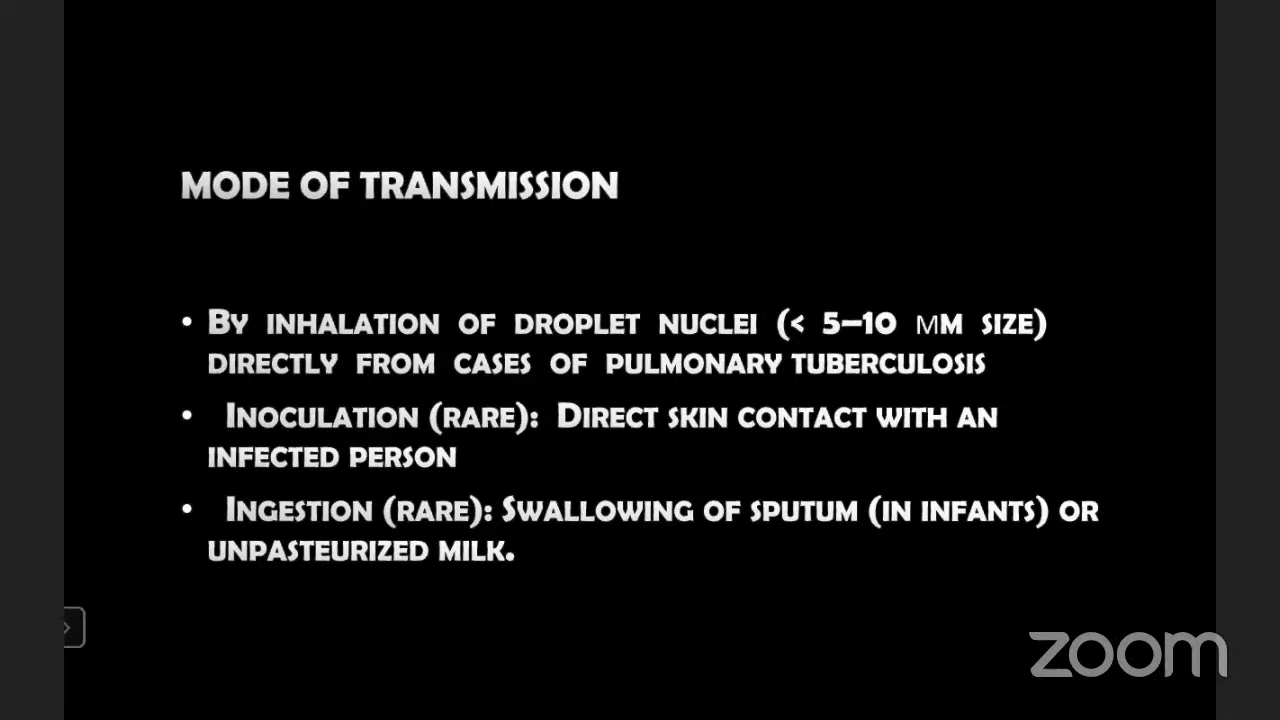 MODE OF TRANSMISSION
• BY INHALATION OF DROPLET NUCLEI (< 5–10 ΜM SIZE)
DIRECTLY FROM CASES OF PULMONARY TUBERCULOSIS
• INOCULATION (RARE): DIRECT SKIN CONTACT WITH AN
INFECTED PERSON
• INGESTION (RARE): SWALLOWING OF SPUTUM (IN INFANTS) OR
UNPASTEURIZED MILK.
zoom